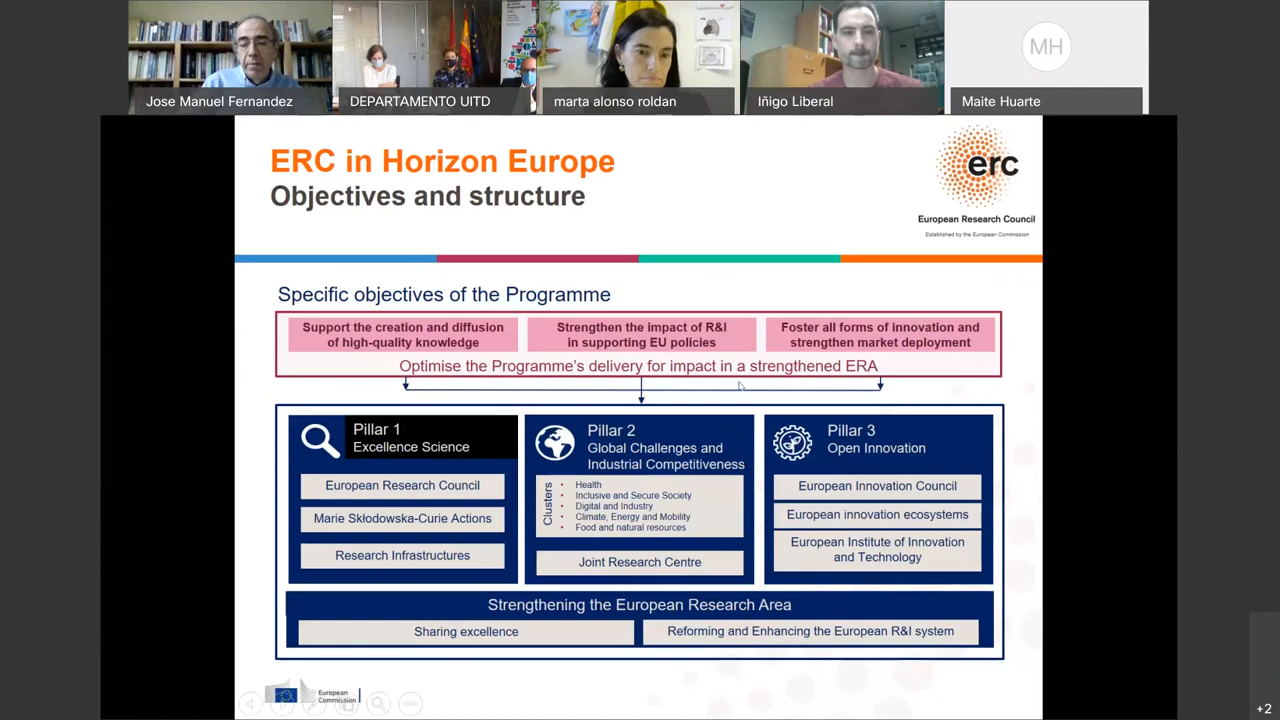 Jose Manuel Fernandez
DEPARTAMENTO UITD
marta alonso roldan
Iñigo Liberal
MH
Maite Huarte
ERC in Horizon Europe
Objectives and structure
erc
European Research Council
Established by the European Commission
Specific objectives of the Programme
Support the creation and diffusion
of high-quality knowledge
Strengthen the impact of R&I
in supporting EU policies
Foster all forms of innovation and
strengthen market deployment
Optimise the Programme's delivery for impact in a strengthened ERA
Pillar 1
Excellence Science
European Research Council
Marie Skłodowska-Curie Actions
Research Infrastructures
Pillar 2
Global Challenges and
Industrial Competitiveness
Clusters
• Health
• Inclusive and Secure Society
• Digital and Industry
• Climate, Energy and Mobility
• Food and natural resources
Joint Research Centre
Pillar 3
Open Innovation
European Innovation Council
European innovation ecosystems
European Institute of Innovation
and Technology
Strengthening the European Research Area
Sharing excellence
Reforming and Enhancing the European R&I system
European
Commission
+2